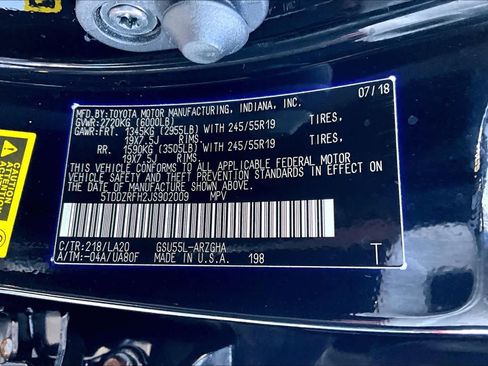 MFD.BY:TOYOTA MOTOR MANUFACTURING, INDIANA, INC. 07/18
GVWR:2720KG (6000LB)
GAWR:FRT. 1345KG (2955LB) WITH 245/55R19 TIRES,
19X7.5J RIMS
RR. 1590KG (3505LB) WITH 245/55R19 TIRES,
19X7.5J RIMS
THIS VEHICLE CONFORMS TO ALL APPLICABLE FEDERAL MOTOR
VEHICLE SAFETY STANDARDS IN EFFECT ON THE DATE OF
MANUFACTURE SHOWN ABOVE.
5TDDZRFH2JS902009 MPV
C/TR:218/LA20 GSU55L-ARZGHA T
A/TM:-04A/UA80F MADE IN U.S.A. 198
ATTENTION